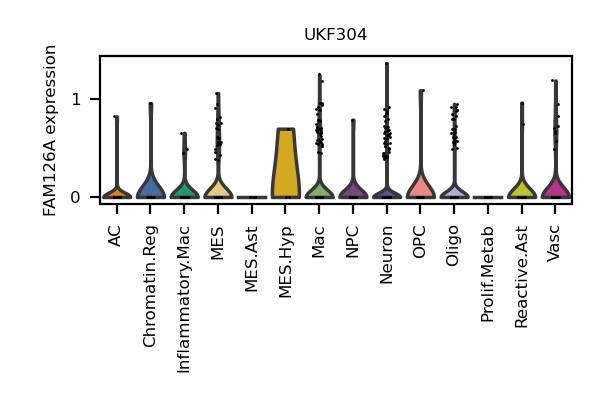 UKF304
FAM126A expression
1
0
AC
Chromatin.Reg
Inflammatory.Mac
MES
MES.Ast
MES.Hyp
Mac
NPC
Neuron
OPC
Oligo
Prolif.Metab
Reactive.Ast
Vasc